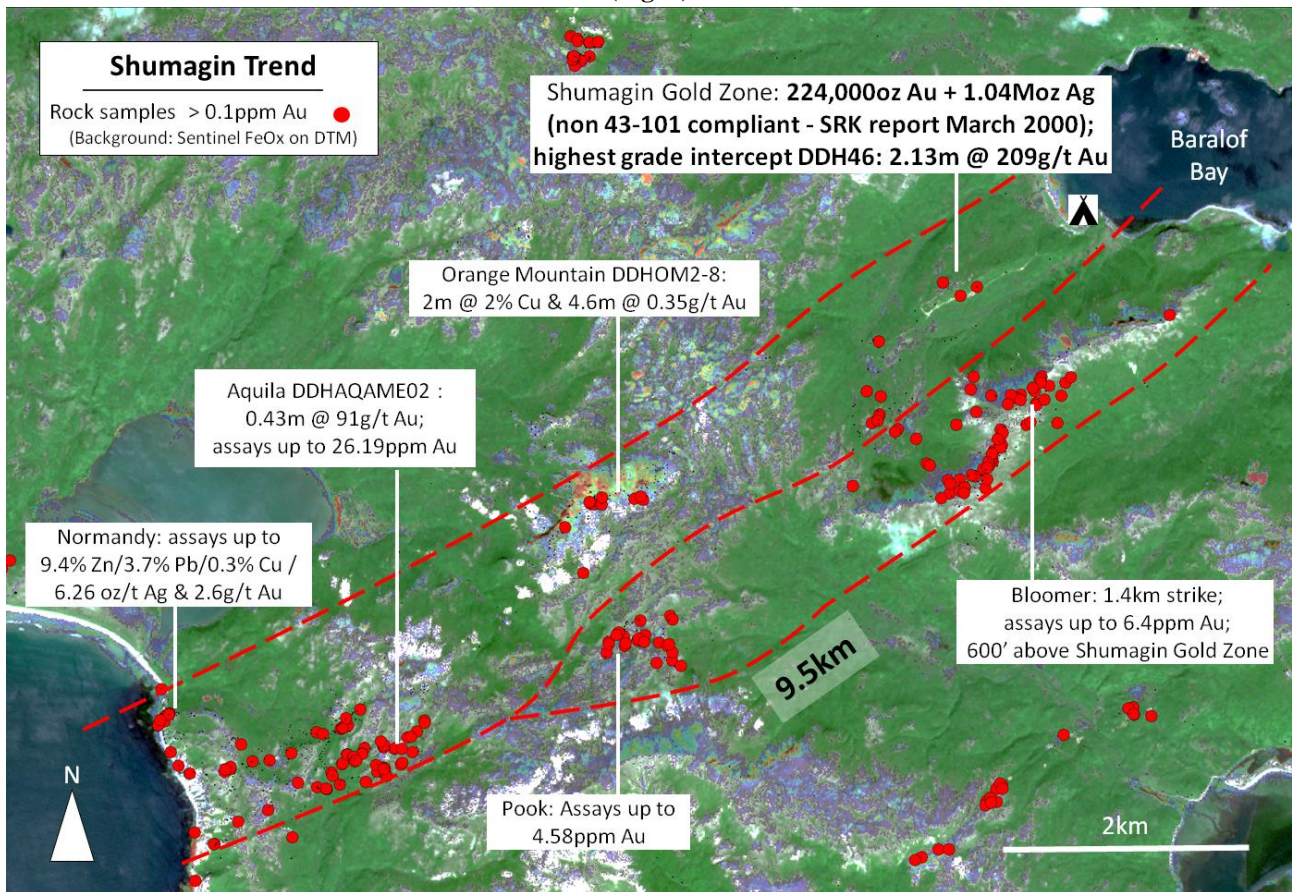 Shumagin Trend
Rock samples > 0.1ppm Au
(Background: Sentinel FeOx on DTM)
Shumagin Gold Zone: 224,000oz Au + 1.04Moz Ag
(non 43-101 compliant - SRK report March 2000);
highest grade intercept DDH46: 2.13m @ 209g/t Au
Baralof
Bay
Orange Mountain DDHOM2-8:
2m @ 2% Cu & 4.6m @ 0.35g/t Au
Aquila DDHAQAME02 :
0.43m @ 91g/t Au;
assays up to 26.19ppm Au
Normandy: assays up to
9.4% Zn/3.7% Pb/0.3% Cu /
6.26 oz/t Ag & 2.6g/t Au
Bloomer: 1.4km strike;
assays up to 6.4ppm Au;
600’ above Shumagin Gold Zone
9.5km
Pook: Assays up to
4.58ppm Au
N
2km